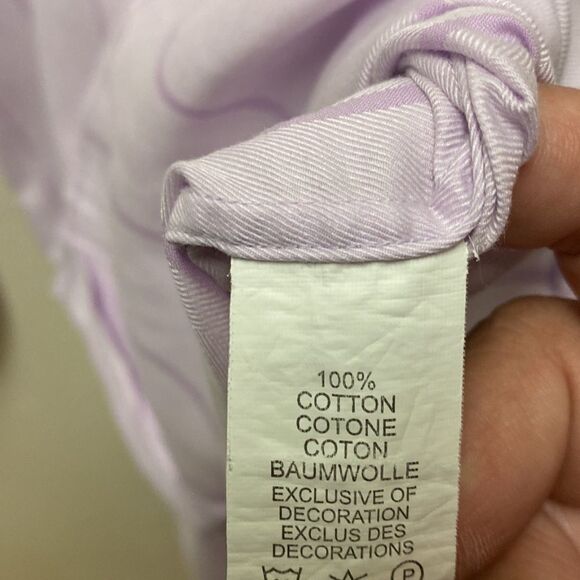 100%
COTTON
COTONE
COTON
BAUMWOLLE
EXCLUSIVE OF
DECORATION
EXCLUS DES
DECORATIONS
P